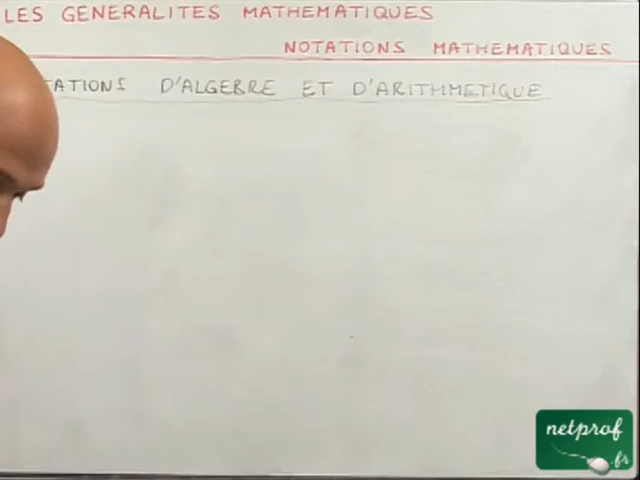 LES GENERALITES MATHEMATIQUES
NOTATIONS MATHEMATIQUES
D'ALGEBRE ET D'ARITHMETIQUE
netprof
.fr